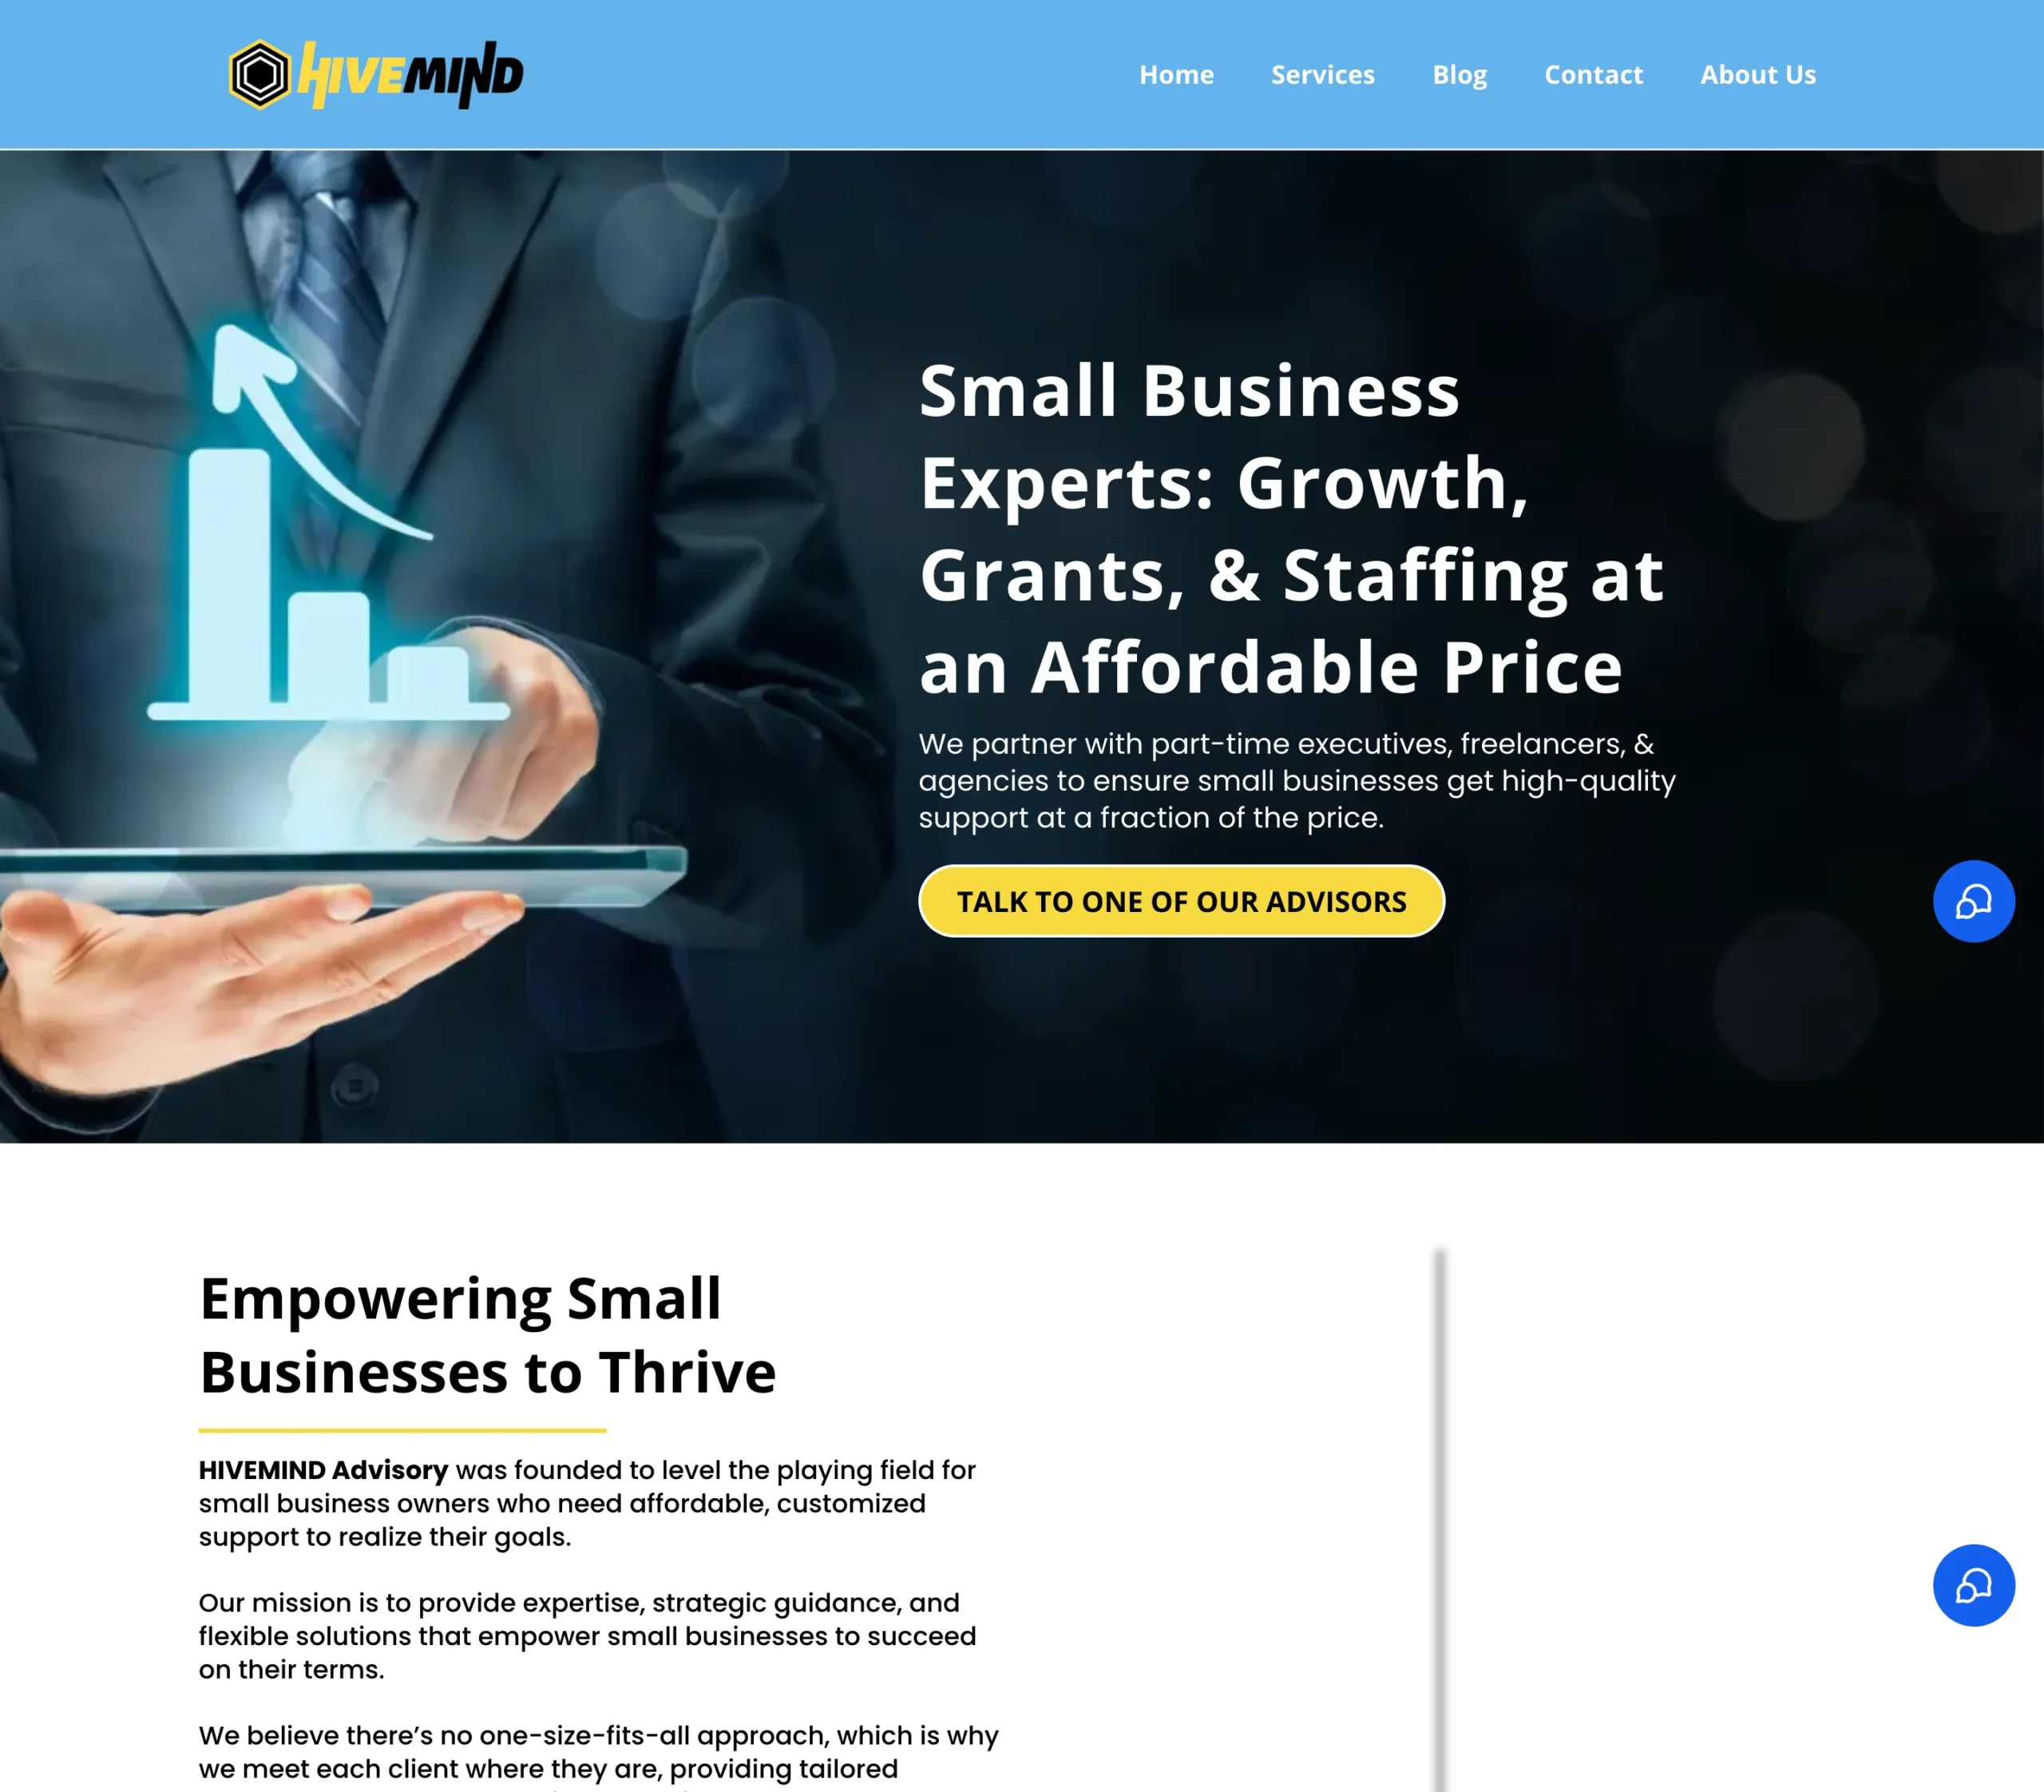 HIVEMIND
Home Services Blog Contact About Us
Small Business
Experts: Growth,
Grants, & Staffing at
an Affordable Price
We partner with part-time executives, freelancers, &
agencies to ensure small businesses get high-quality
support at a fraction of the price.
TALK TO ONE OF OUR ADVISORS
Empowering Small
Businesses to Thrive
HIVEMIND Advisory was founded to level the playing field for
small business owners who need affordable, customized
support to realize their goals.
Our mission is to provide expertise, strategic guidance, and
flexible solutions that empower small businesses to succeed
on their terms.
We believe there’s no one-size-fits-all approach, which is why
we meet each client where they are, providing tailored